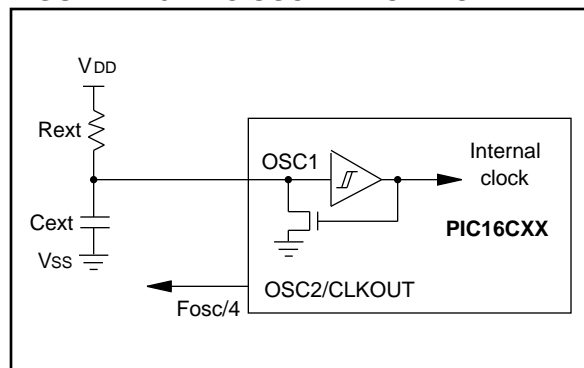 VDD
Rext
OSC1
Internal
clock
Cext
PIC16CXX
VSS
OSC2/CLKOUT
Fosc/4